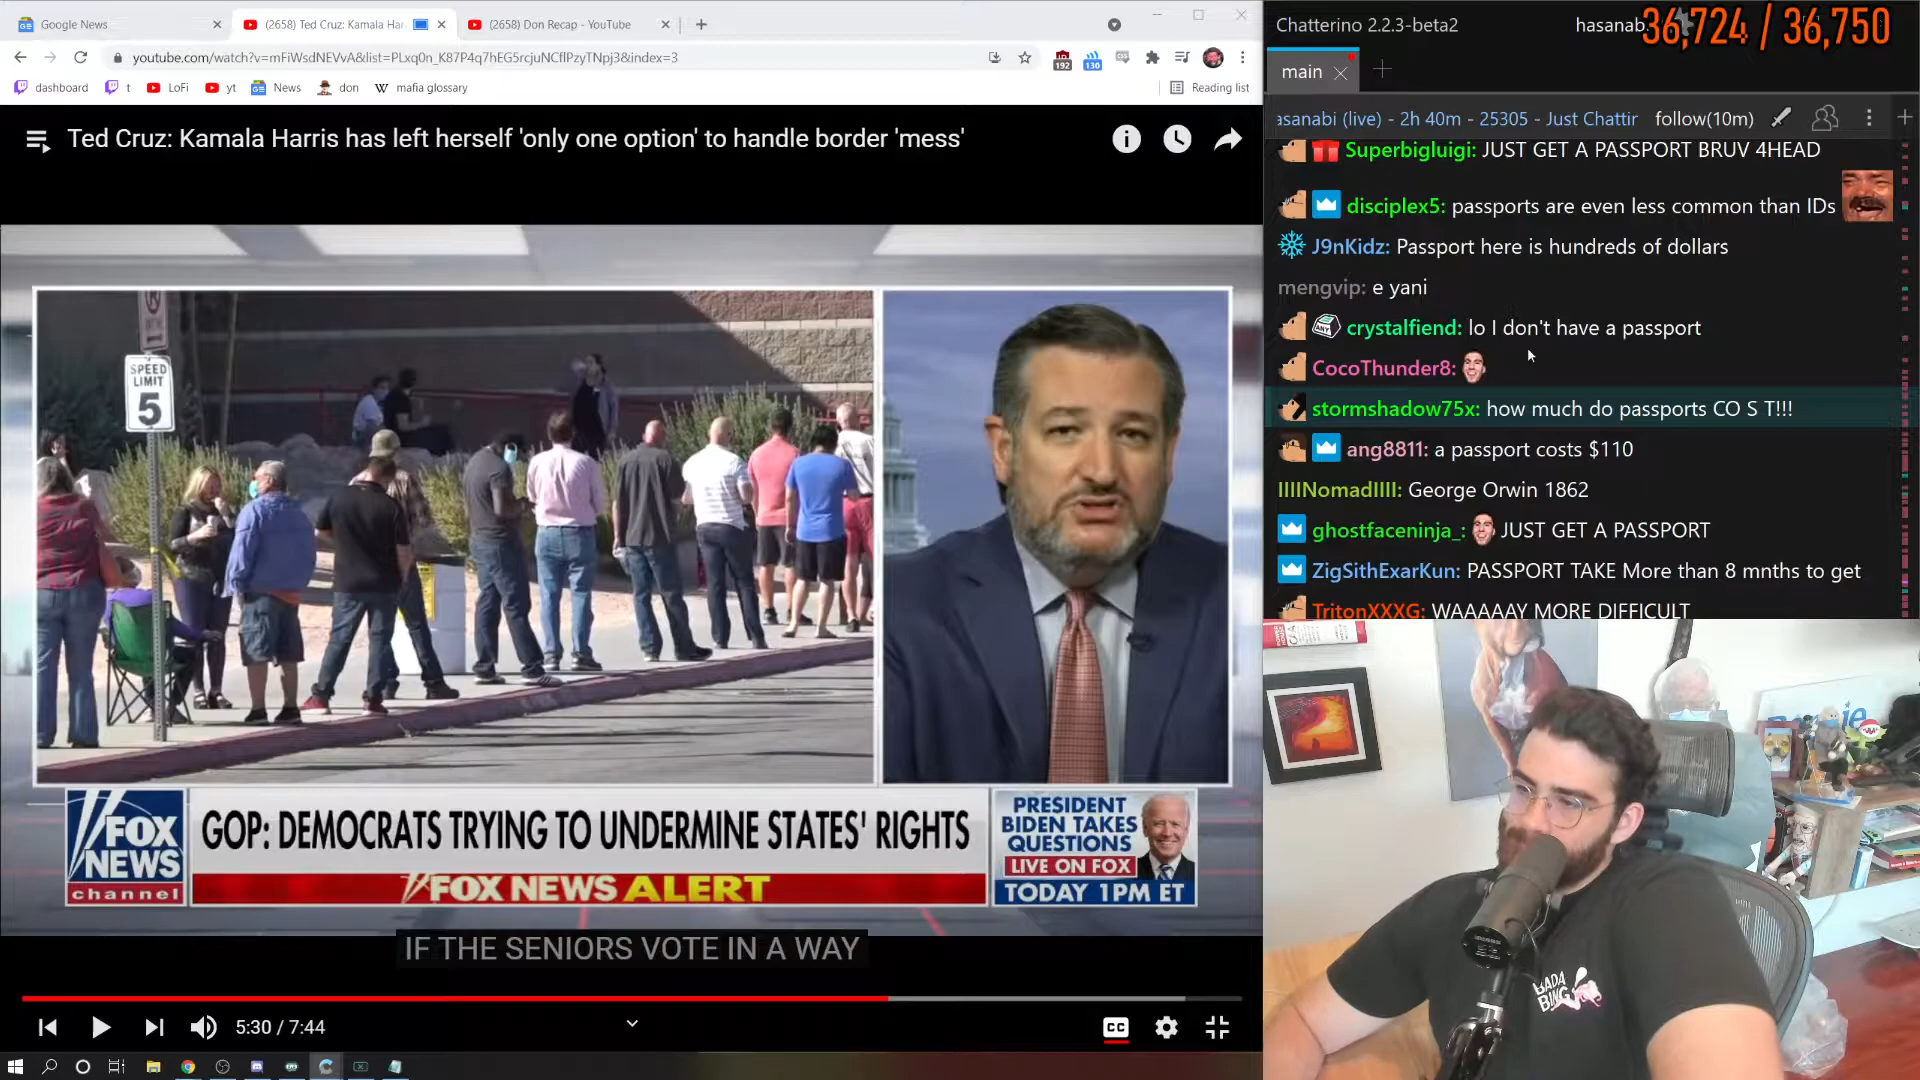 Google News
(2658) Ted Cruz: Kamala Har
(2658) Don Recap - YouTube
youtube.com/watch?v=mFiWsdNEVvA&list=PLxq0n_K87P4q7hEG5rcjuNCflPzyTNpj3&index=3
192
130
dashboard
t
LoFi
yt
News
don
mafia glossary
Reading list
Ted Cruz: Kamala Harris has left herself 'only one option' to handle border 'mess'
SPEED
LIMIT
5
FOX
NEWS
channel
GOP: DEMOCRATS TRYING TO UNDERMINE STATES' RIGHTS
FOX NEWS ALERT
PRESIDENT
BIDEN TAKES
QUESTIONS
LIVE ON FOX
TODAY 1PM ET
IF THE SENIORS VOTE IN A WAY
5:30 / 7:44
CC
Chatterino 2.2.3-beta2
hasanab
36,724 / 36,750
main
asanabi (live) - 2h 40m - 25305 - Just Chattir
follow(10m)
Superbigluigi: JUST GET A PASSPORT BRUV 4HEAD
disciplex5: passports are even less common than IDs
J9nKidz: Passport here is hundreds of dollars
mengvip: e yani
crystalfiend: lo I don't have a passport
CocoThunder8:
stormshadow75x: how much do passports CO S T!!!
ang8811: a passport costs $110
IIIINomadIIII: George Orwin 1862
ghostfaceninja_: JUST GET A PASSPORT
ZigSithExarKun: PASSPORT TAKE More than 8 mnths to get
TritonXXXG: WAAAAAY MORE DIFFICULT
BADA
BING